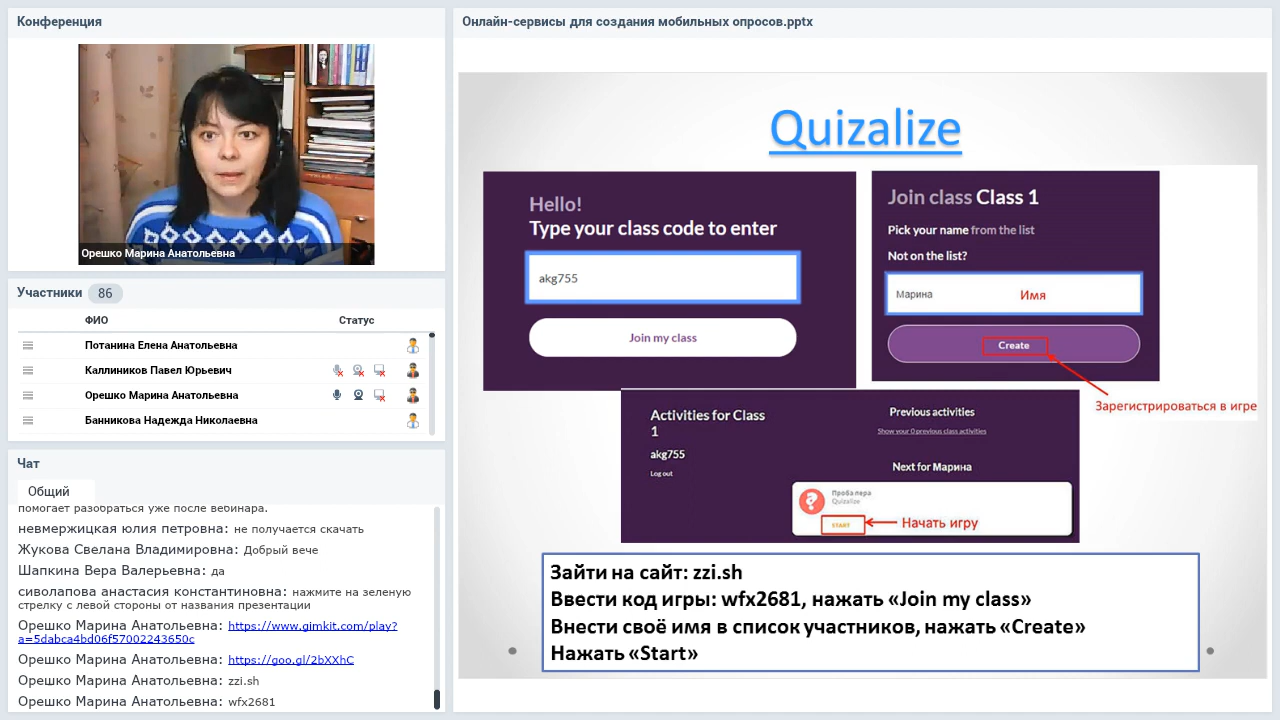 Конференция
Орешко Марина Анатольевна
Участники 86
ФИО Статус
Потанина Елена Анатольевна
Каллиников Павел Юрьевич
Орешко Марина Анатольевна
Банникова Надежда Николаевна
Чат
Общий
помогает разобраться уже после вебинара.
невмержицкая юлия петровна: не получается скачать
Жукова Свелана Владимировна: Добрый вече
Шапкина Вера Валерьевна: да
сиволапова анастасия константиновна: нажмите на зеленую
стрелку с левой стороны от названия презентации
Орешко Марина Анатольевна: https://www.gimkit.com/play?
a=5dabca4bd06f57002243650c
Орешко Марина Анатольевна: https://goo.gl/2bXXhC
Орешко Марина Анатольевна: zzi.sh
Орешко Марина Анатольевна: wfx2681
Онлайн-сервисы для создания мобильных опросов.pptx
Quizalize
Hello!
Type your class code to enter
akg755
Join my class
Join class Class 1
Pick your name from the list
Not on the list?
Марина Имя
Create
Зарегистрироваться в игре
Activities for Class
1
akg755
Log out
Previous activities
Show your 0 previous class activities
Next for Марина
Проба пера
Quizalize
START
Начать игру
Зайти на сайт: zzi.sh
Ввести код игры: wfx2681, нажать «Join my class»
Внести своё имя в список участников, нажать «Create»
Нажать «Start»